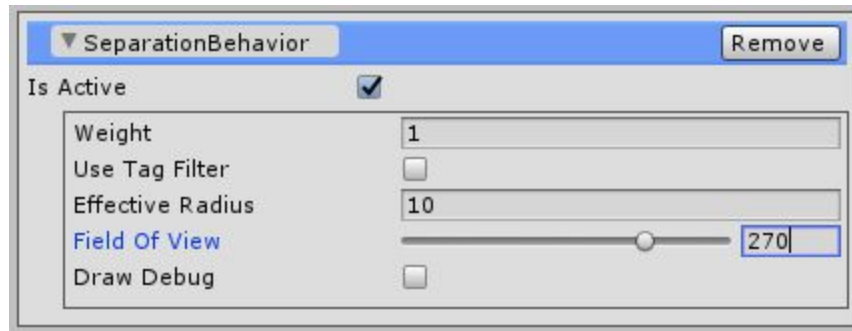 SeparationBehavior Remove
Is Active
Weight 1
Use Tag Filter
Effective Radius 10
Field Of View 270
Draw Debug